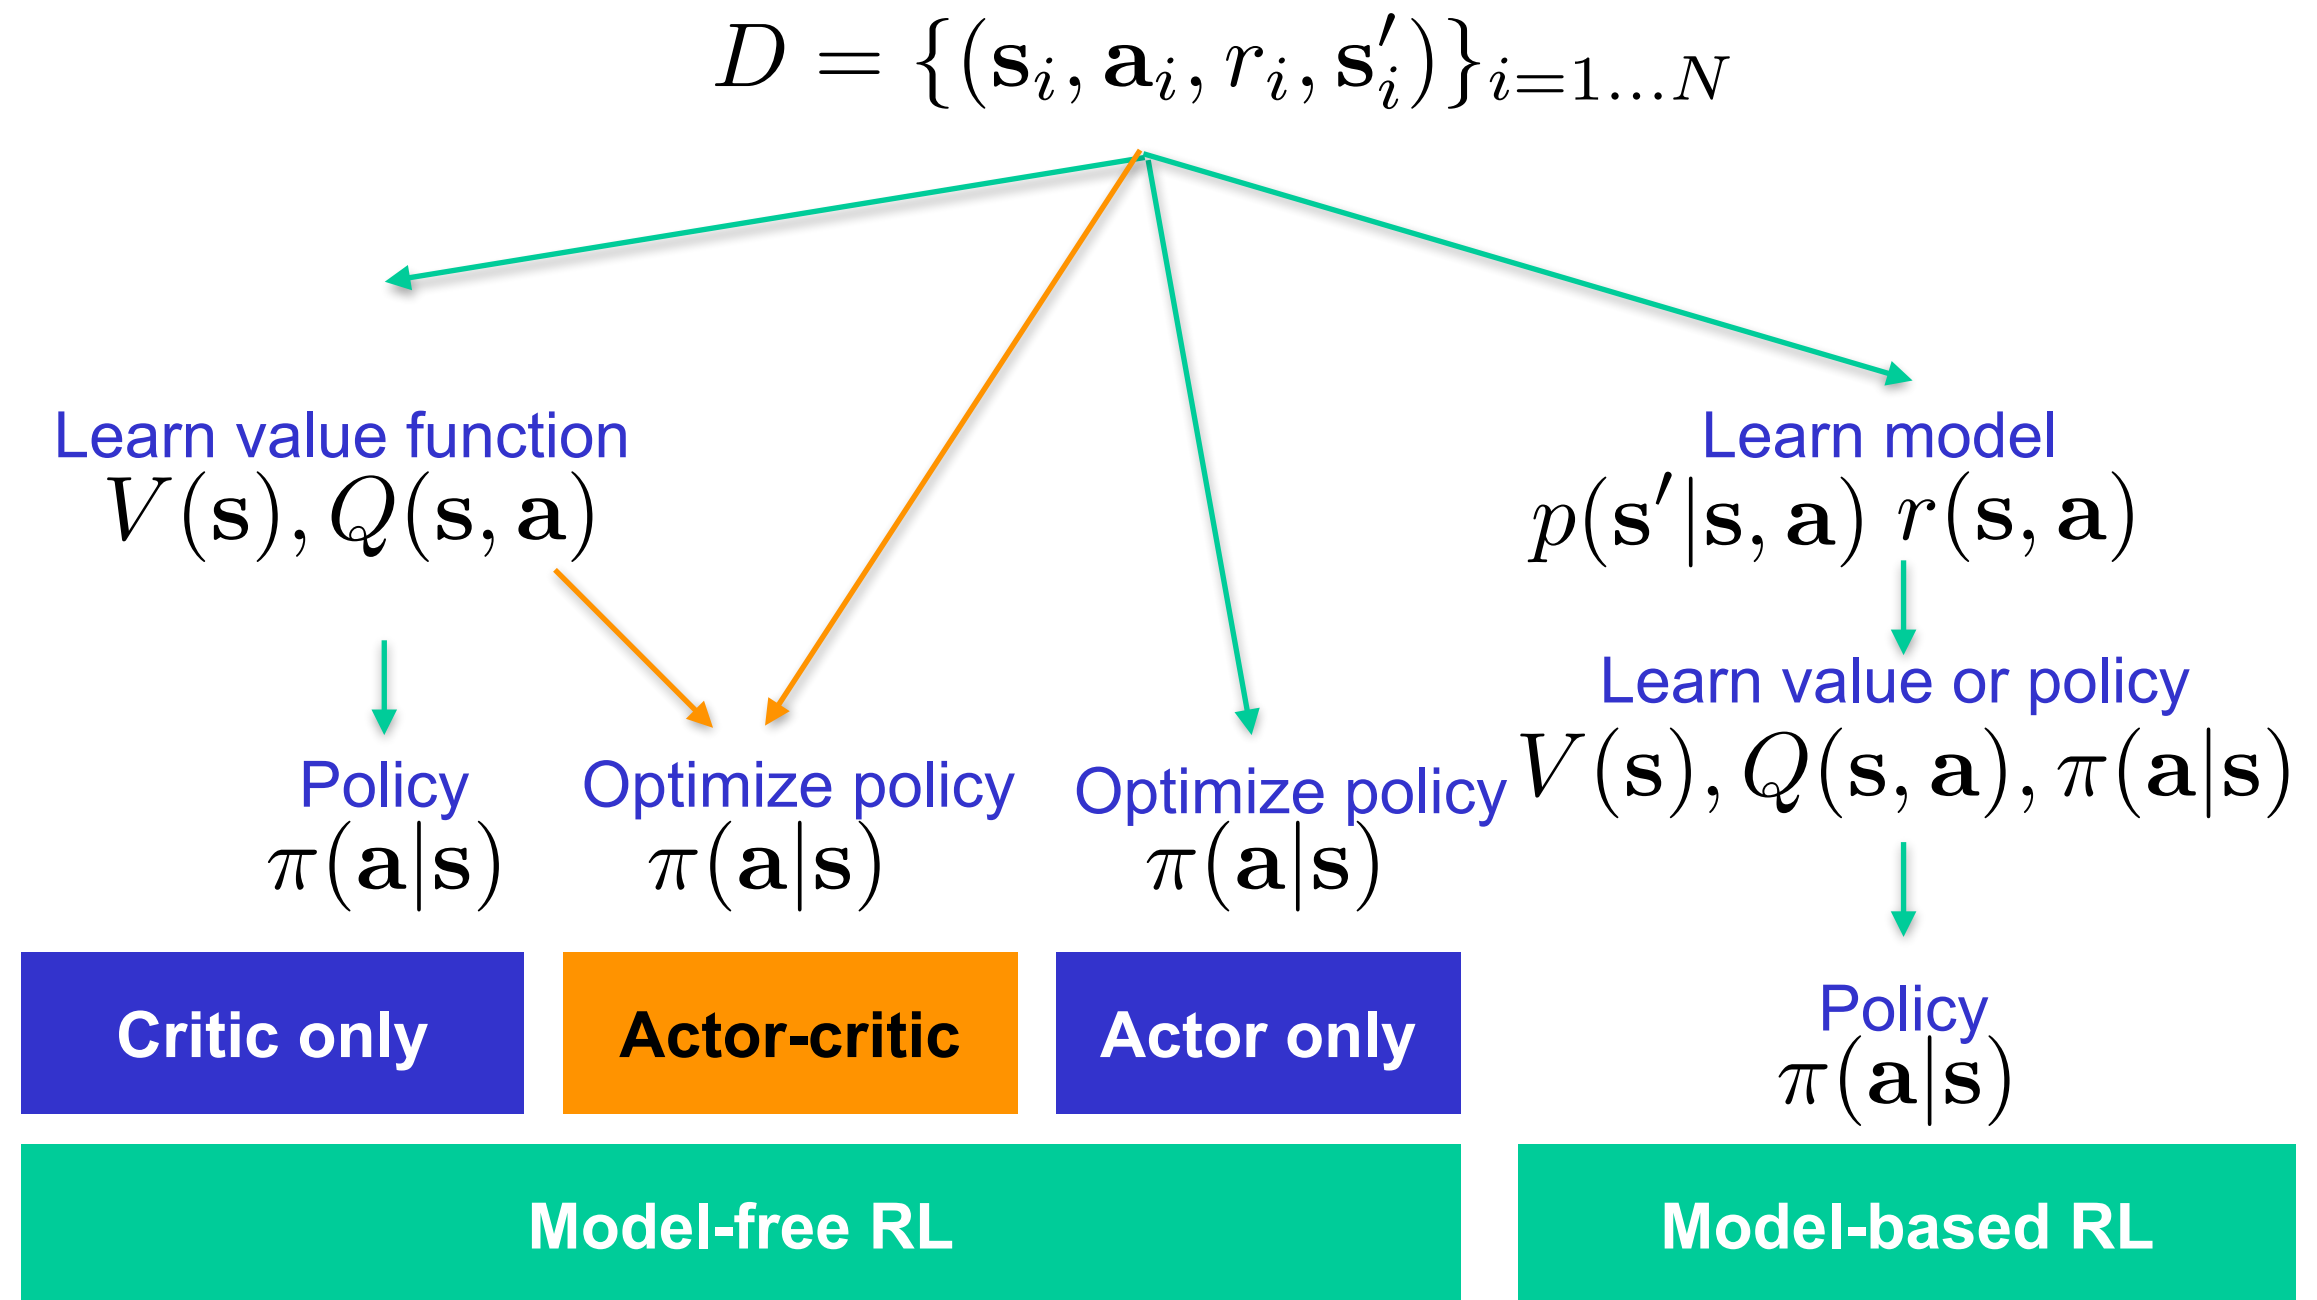 D = {(s_i, a_i, r_i, s'_i)}_{i=1...N}
Learn value function
V(s), Q(s, a)
Learn model
p(s'|s, a) r(s, a)
Learn value or policy
V(s), Q(s, a), π(a|s)
Policy
π(a|s)
Optimize policy
π(a|s)
Optimize policy
π(a|s)
Policy
π(a|s)
Critic only
Actor-critic
Actor only
Model-free RL
Model-based RL